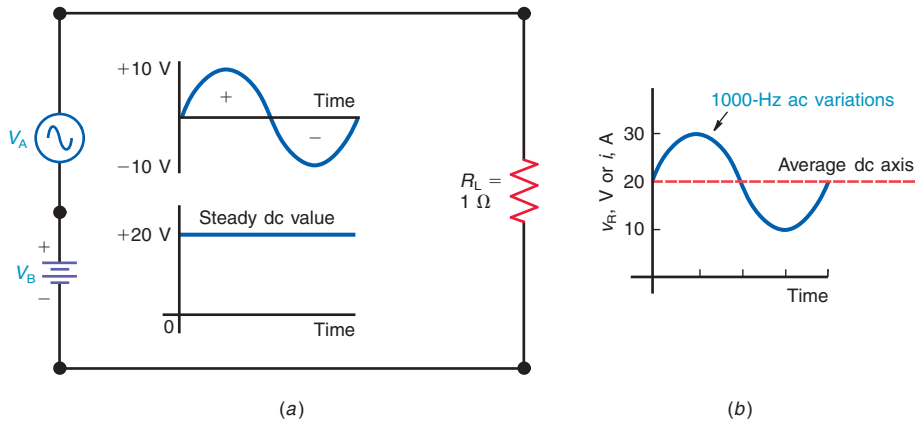 V_A
V_B
+
−
+10 V
+
Time
−
−10 V
Steady dc value
+20 V
0
Time
R_L =
1 Ω
(a)
1000-Hz ac variations
Average dc axis
v_R, V or i, A
30
20
10
Time
(b)